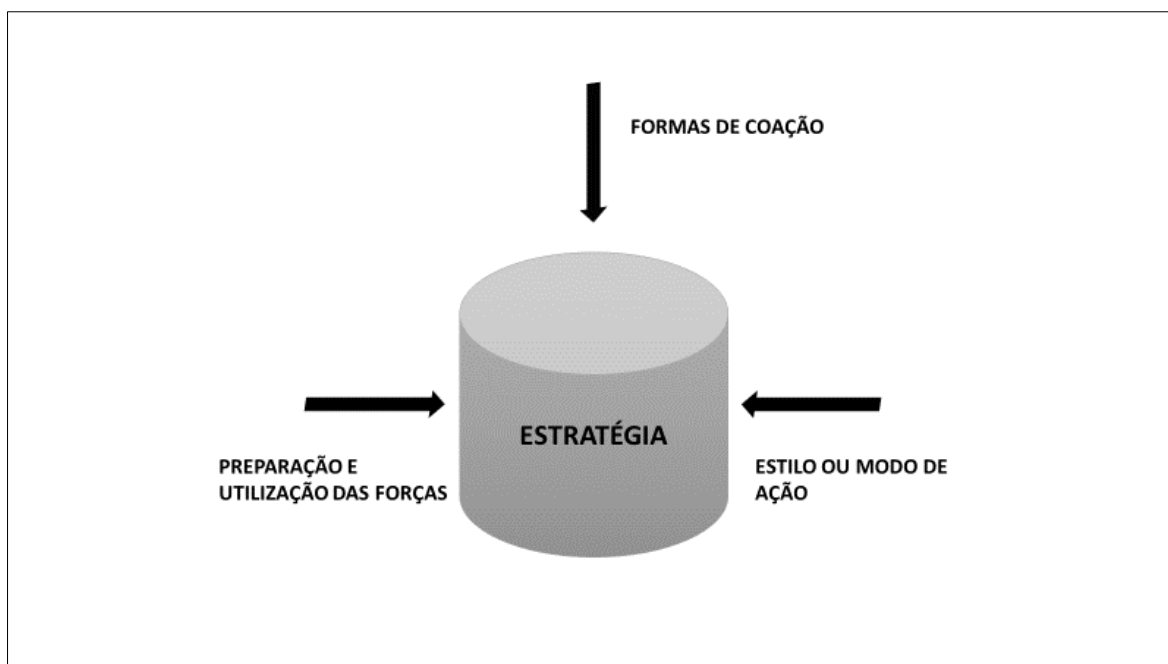 FORMAS DE COAÇÃO
ESTRATÉGIA
PREPARAÇÃO E
UTILIZAÇÃO DAS FORÇAS
ESTILO OU MODO DE
AÇÃO